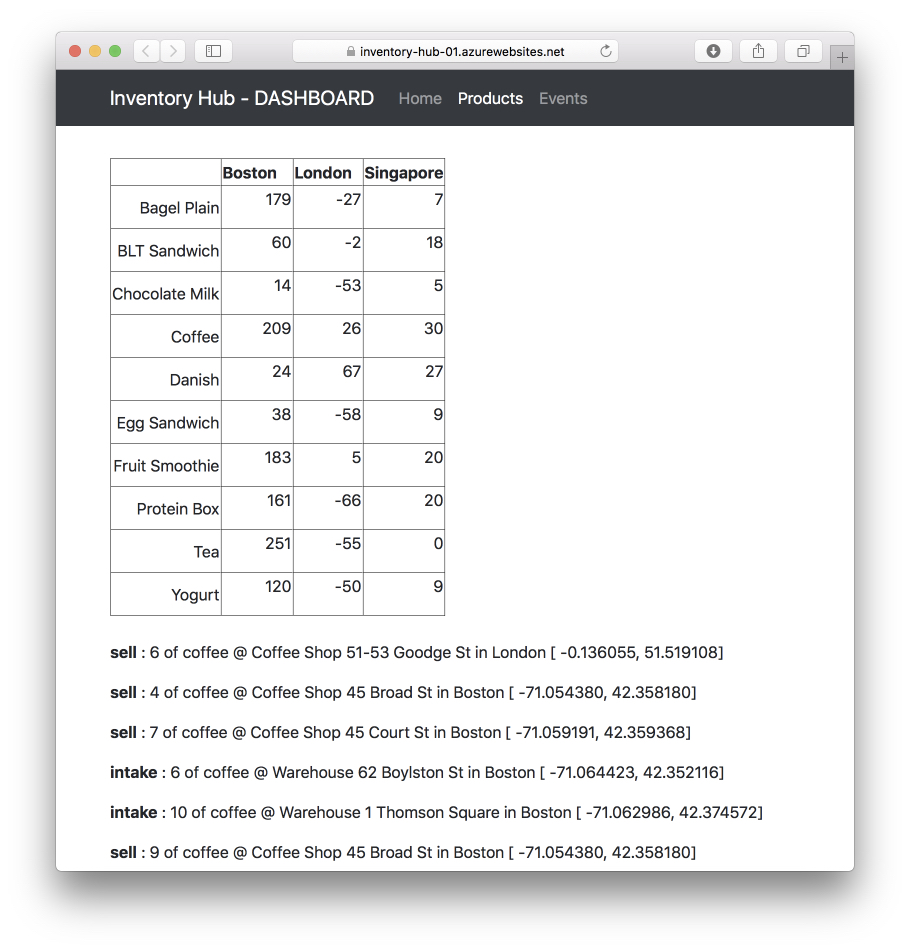 inventory-hub-01.azurewebsites.net
Inventory Hub - DASHBOARD Home Products Events
Boston London Singapore
Bagel Plain 179 -27 7
BLT Sandwich 60 -2 18
Chocolate Milk 14 -53 5
Coffee 209 26 30
Danish 24 67 27
Egg Sandwich 38 -58 9
Fruit Smoothie 183 5 20
Protein Box 161 -66 20
Tea 251 -55 0
Yogurt 120 -50 9
sell : 6 of coffee @ Coffee Shop 51-53 Goodge St in London [ -0.136055, 51.519108]
sell : 4 of coffee @ Coffee Shop 45 Broad St in Boston [ -71.054380, 42.358180]
sell : 7 of coffee @ Coffee Shop 45 Court St in Boston [ -71.059191, 42.359368]
intake : 6 of coffee @ Warehouse 62 Boylston St in Boston [ -71.064423, 42.352116]
intake : 10 of coffee @ Warehouse 1 Thomson Square in Boston [ -71.062986, 42.374572]
sell : 9 of coffee @ Coffee Shop 45 Broad St in Boston [ -71.054380, 42.358180]